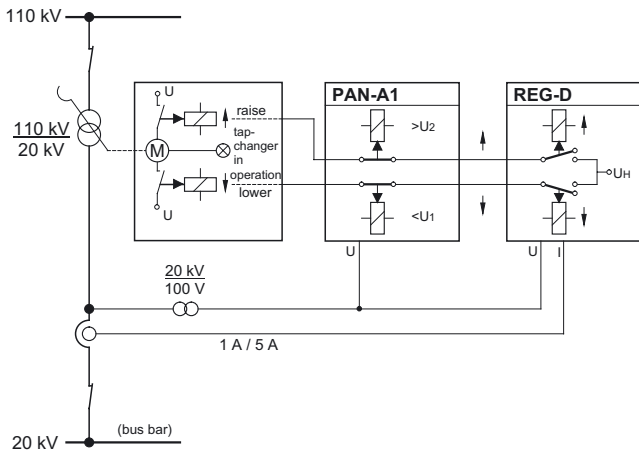 110 kV
110 kV
20 kV
U
raise
M
tap-
changer
in
operation
lower
U
PAN-A1
>U2
<U1
U
REG-D
UH
U
I
20 kV
100 V
1 A / 5 A
20 kV
(bus bar)